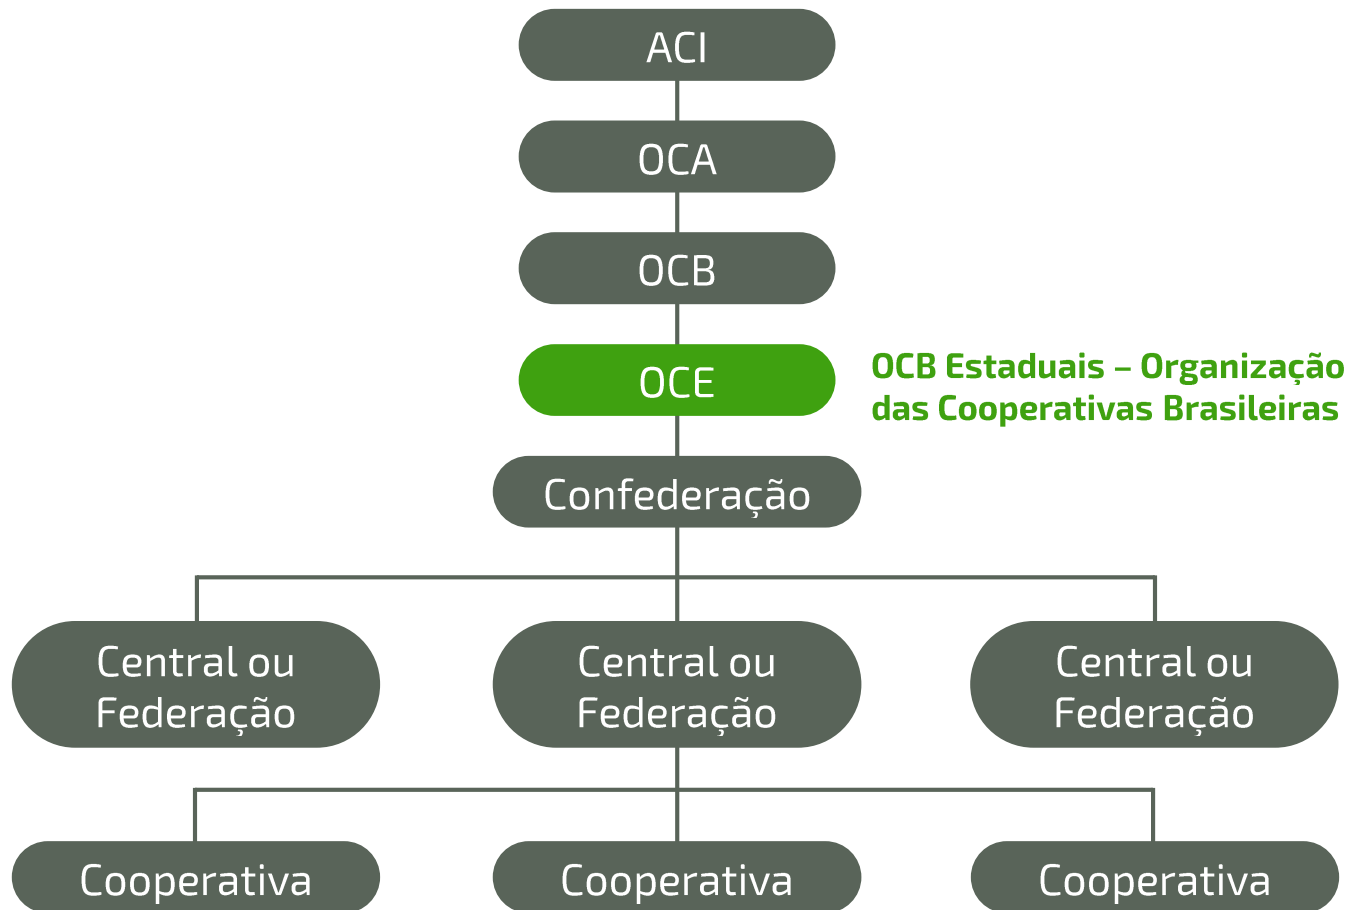 ACI
OCA
OCB
OCE
OCB Estaduais – Organização
das Cooperativas Brasileiras
Confederação
Central ou
Federação
Central ou
Federação
Central ou
Federação
Cooperativa
Cooperativa
Cooperativa